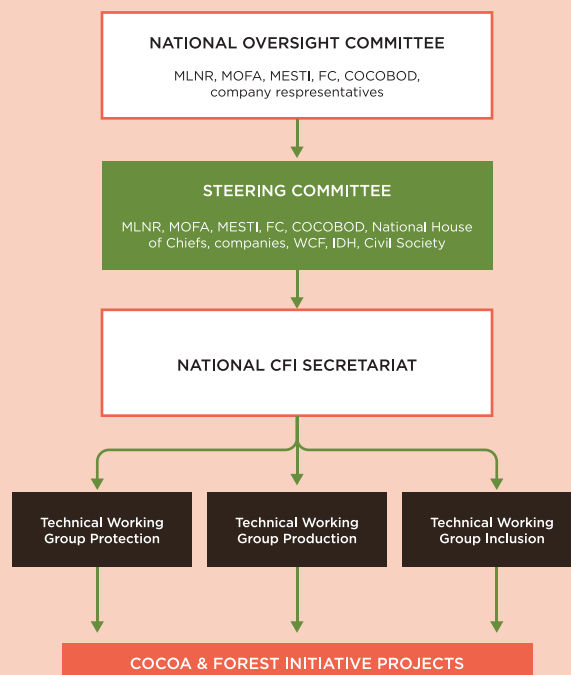 NATIONAL OVERSIGHT COMMITTEE
MLNR, MOFA, MESTI, FC, COCOBOD,
company respresentatives
STEERING COMMITTEE
MLNR, MOFA, MESTI, FC, COCOBOD, National House
of Chiefs, companies, WCF, IDH, Civil Society
NATIONAL CFI SECRETARIAT
Technical Working
Group Protection
Technical Working
Group Production
Technical Working
Group Inclusion
COCOA & FOREST INITIATIVE PROJECTS